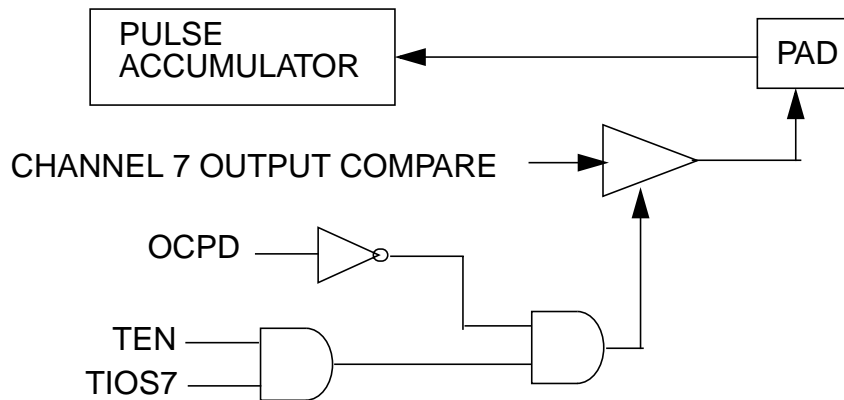 PULSE
ACCUMULATOR
PAD
CHANNEL 7 OUTPUT COMPARE
OCPD
TEN
TIOS7